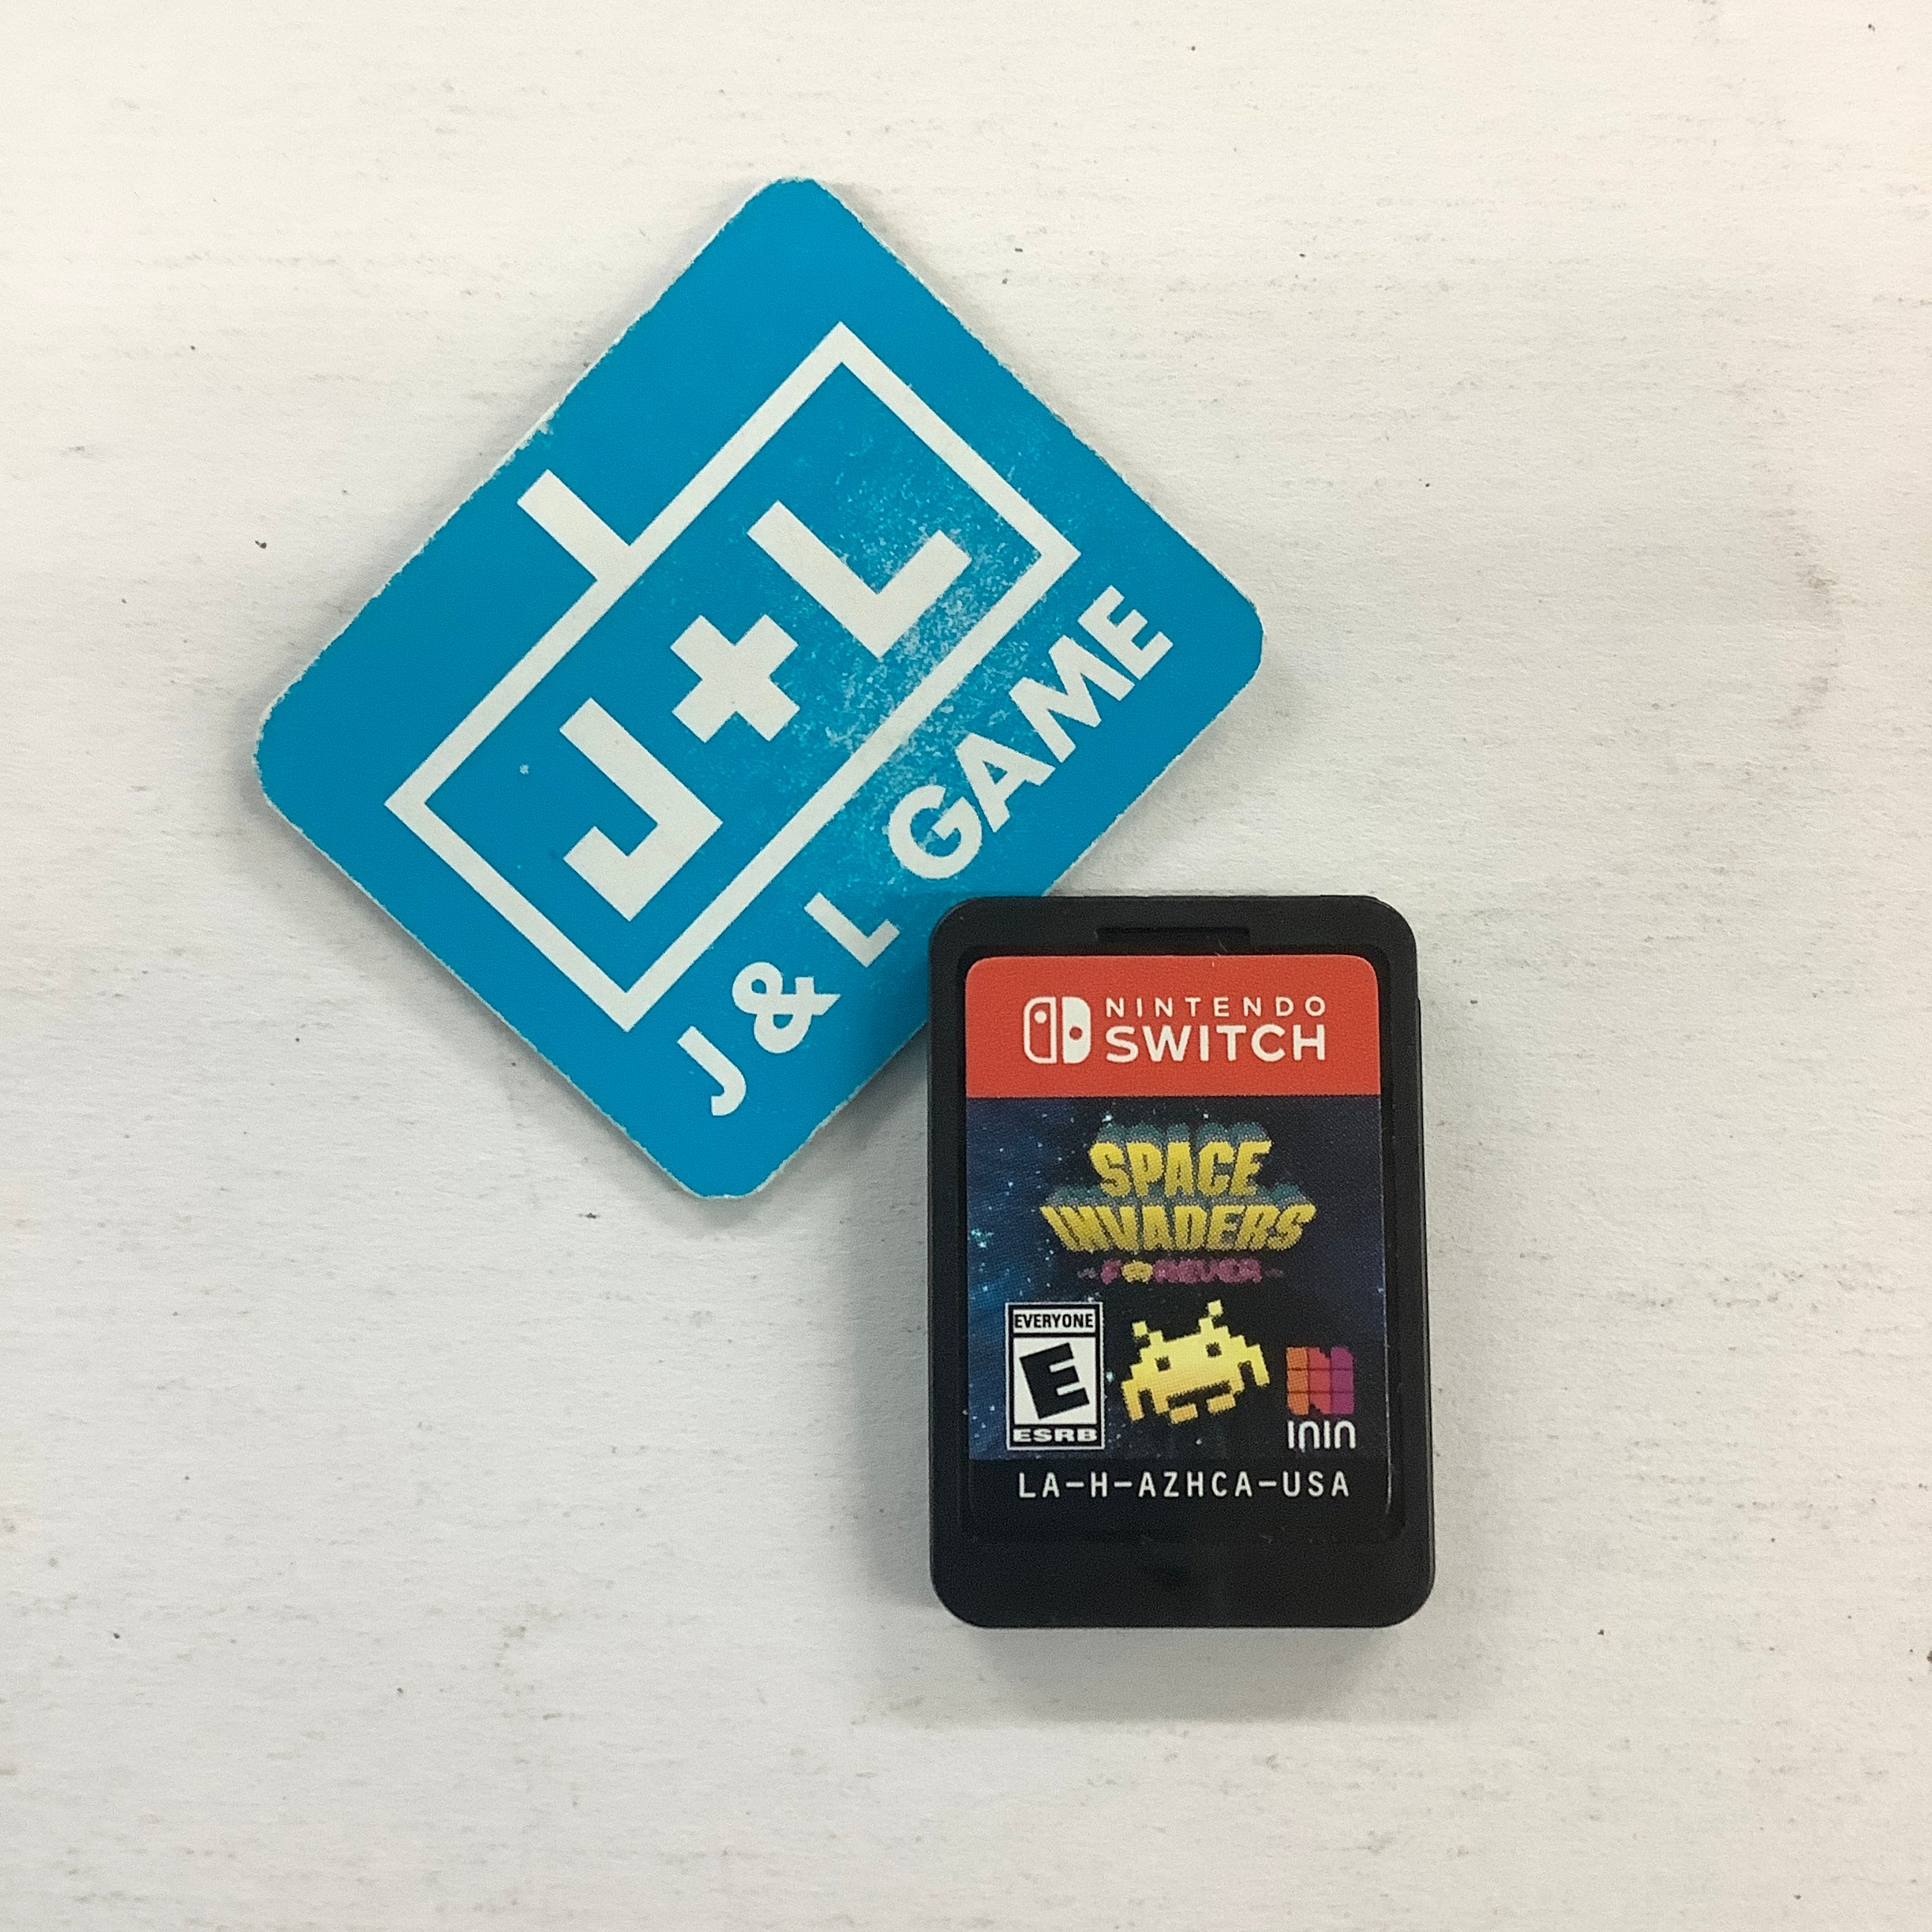 J+L
J & L GAME
NINTENDO
SWITCH
SPACE
INVADERS
FOREVER
EVERYONE
E
ESRB
ININ
LA-H-AZHCA-USA